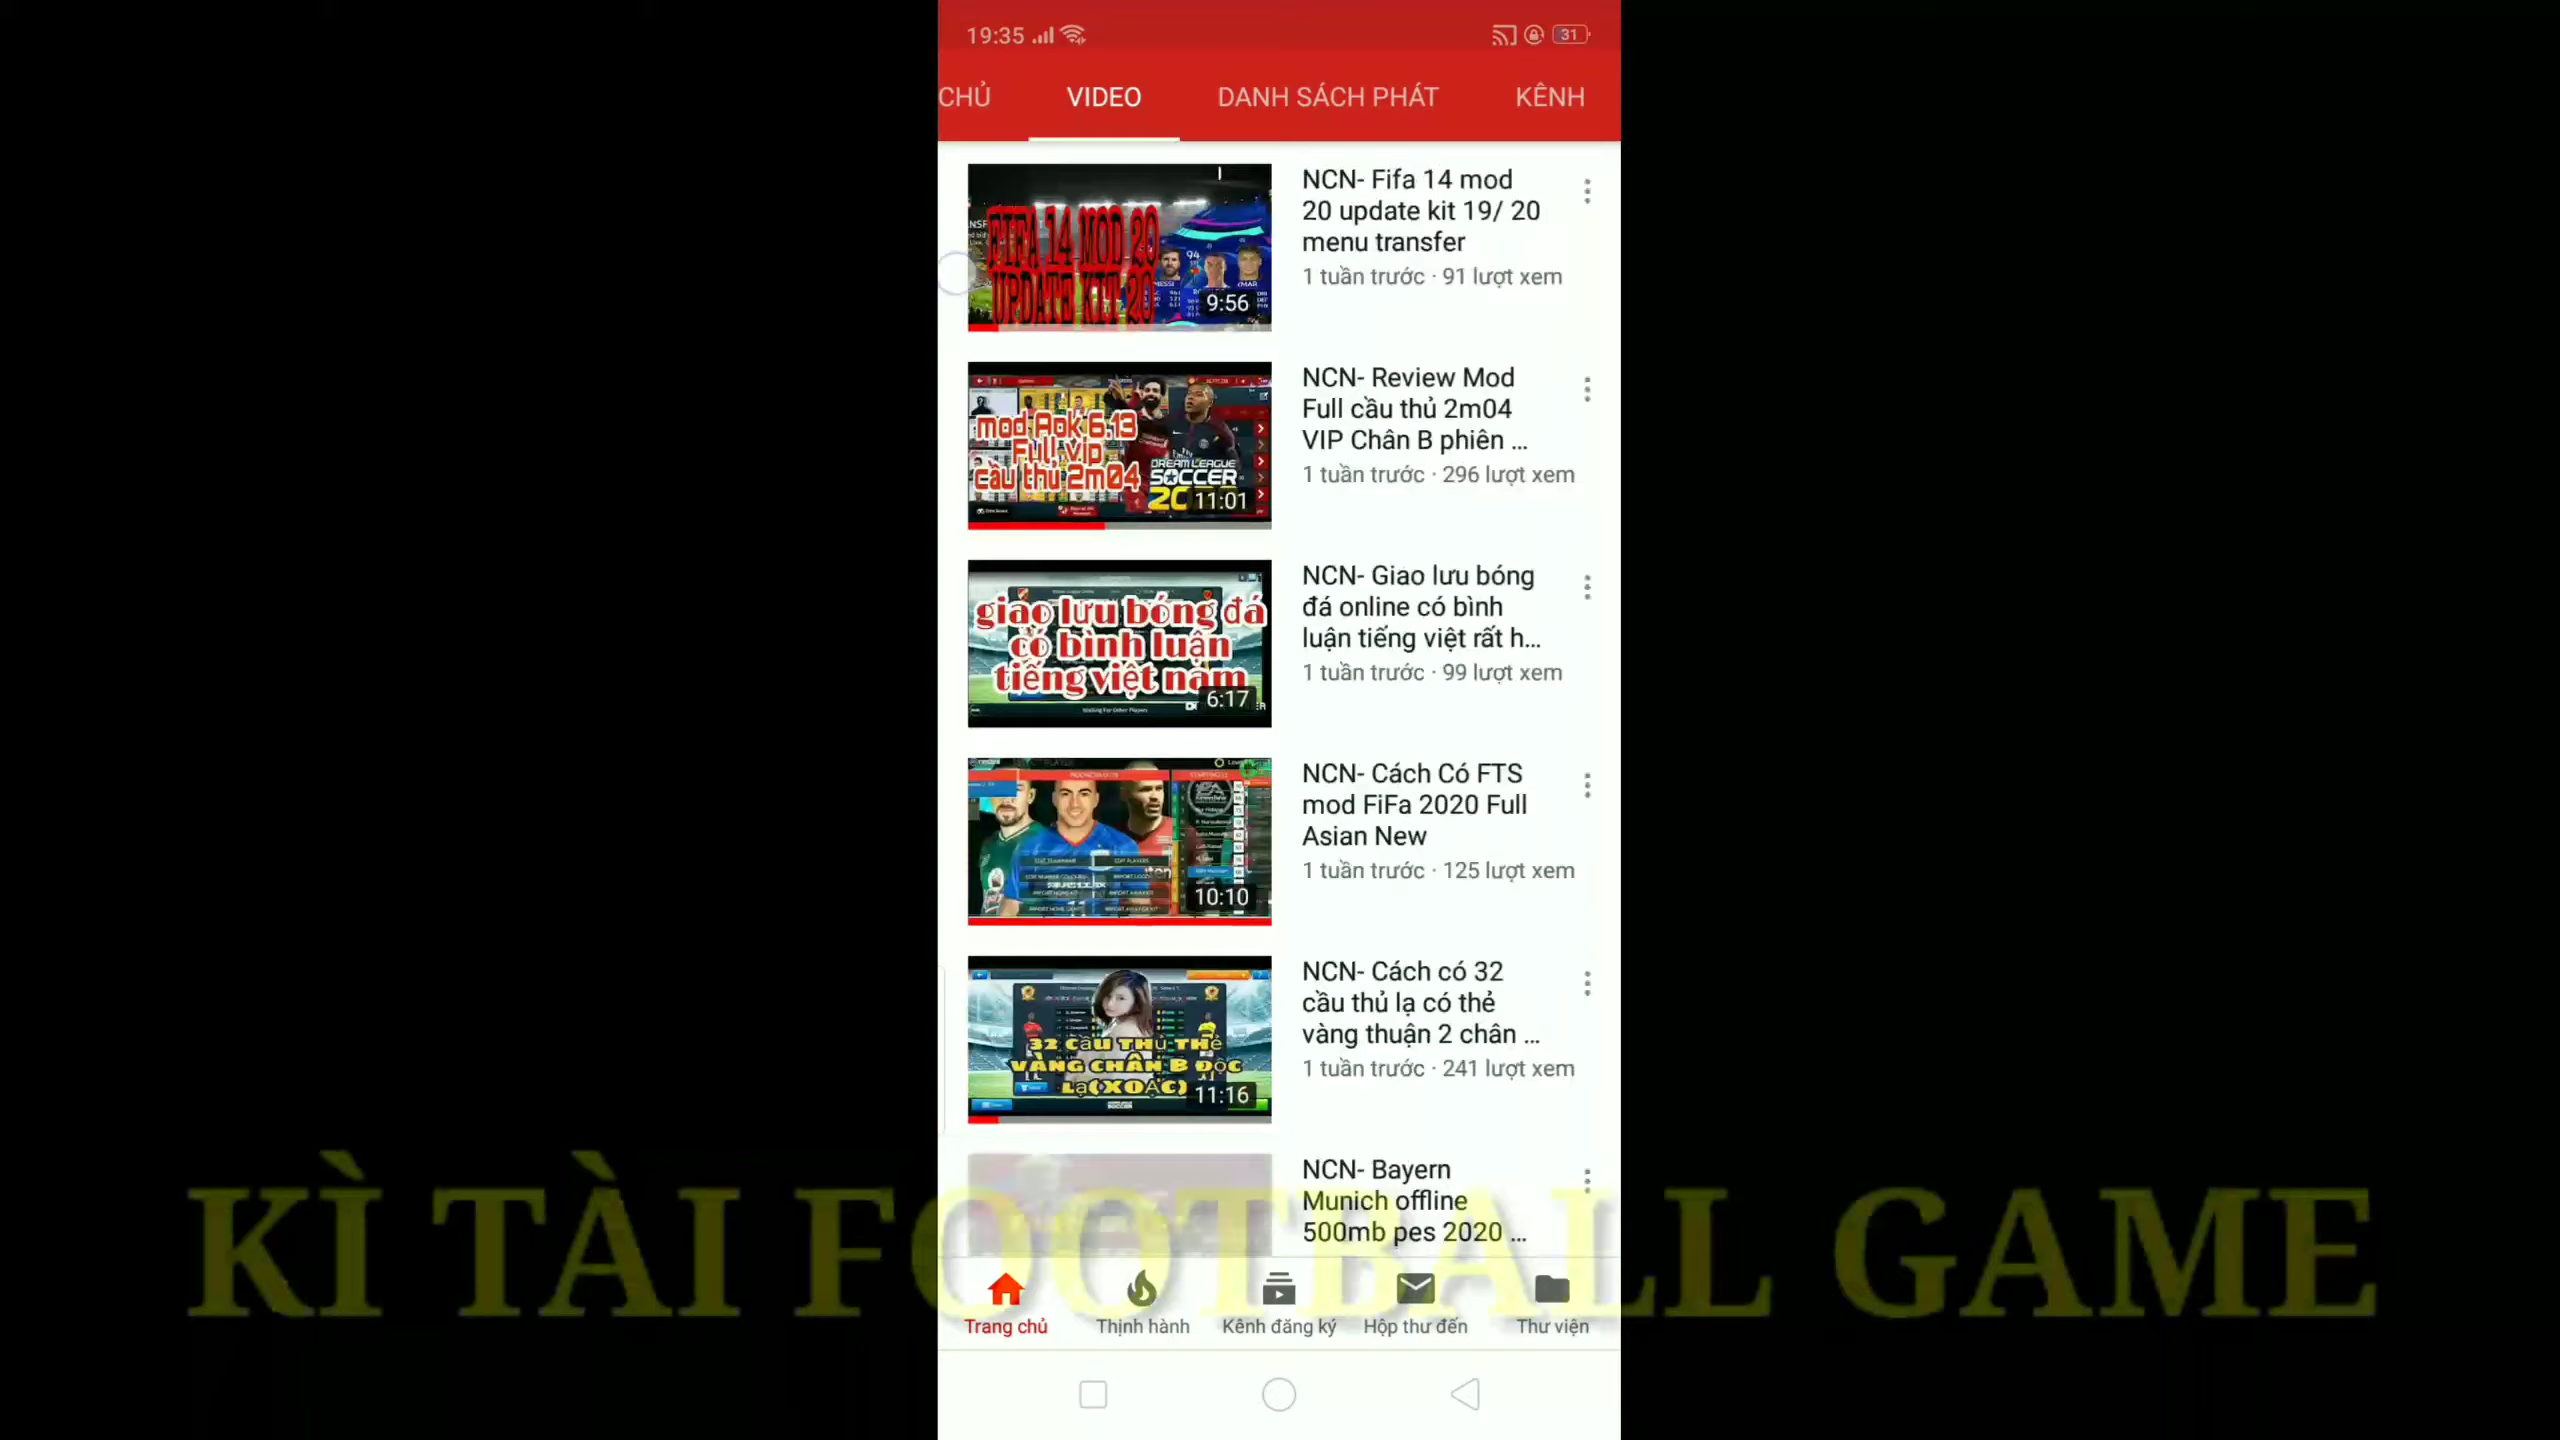 19:35
31
CHỦ VIDEO DANH SÁCH PHÁT KÊNH
FIFA 14 MOD 20
UPDATE KIT 20
94
9:56
NCN- Fifa 14 mod
20 update kit 19/ 20
menu transfer
1 tuần trước · 91 lượt xem
mod Aok 6.13
Full vip
cầu thủ 2m04
DREAM LEAGUE
SOCCER
11:01
NCN- Review Mod
Full cầu thủ 2m04
VIP Chân B phiên ...
1 tuần trước · 296 lượt xem
giao lưu bóng đá
có bình luận
tiếng việt nam
6:17
NCN- Giao lưu bóng
đá online có bình
luận tiếng việt rất h...
1 tuần trước · 99 lượt xem
10:10
NCN- Cách Có FTS
mod FiFa 2020 Full
Asian New
1 tuần trước · 125 lượt xem
32 cầu thủ thẻ
vàng chân B độc
lạ(xoạc)
11:16
NCN- Cách có 32
cầu thủ lạ có thẻ
vàng thuận 2 chân ...
1 tuần trước · 241 lượt xem
NCN- Bayern
Munich offline
500mb pes 2020 ...
KÌ TÀI FOOTBALL GAME
Trang chủ Thịnh hành Kênh đăng ký Hộp thư đến Thư viện